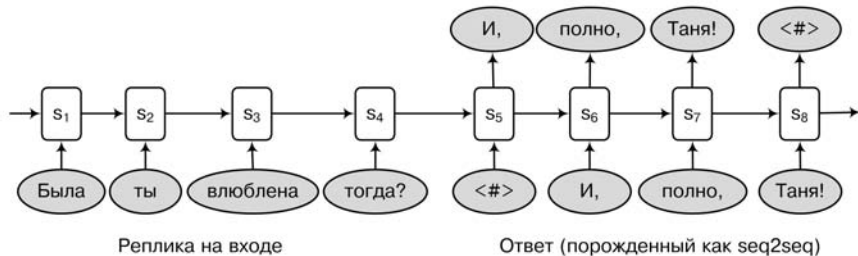 И, полно, Таня! <#>
s1 s2 s3 s4 s5 s6 s7 s8
Была ты влюблена тогда? <#> И, полно, Таня!
Реплика на входе Ответ (порожденный как seq2seq)